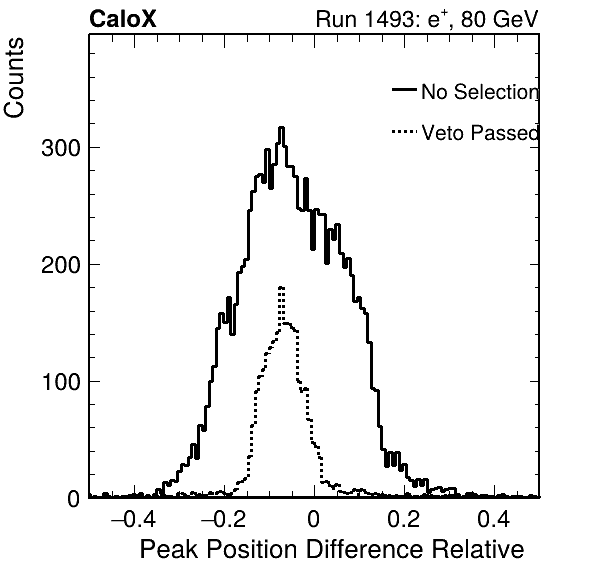 CaloX
Run 1493: e+, 80 GeV
Counts
No Selection
Veto Passed
300
200
100
0
−0.4 −0.2 0 0.2 0.4
Peak Position Difference Relative